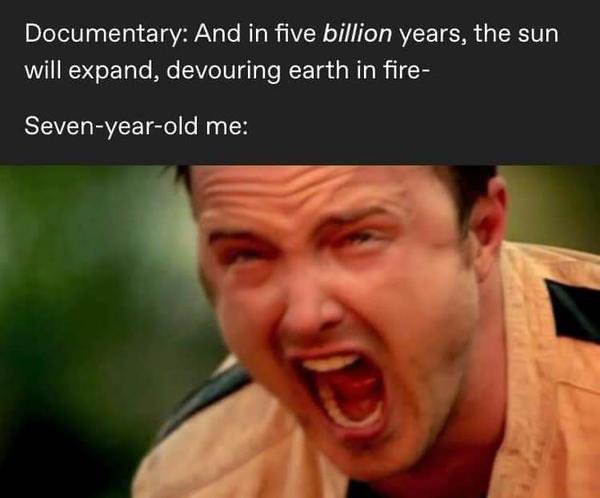 Documentary: And in five billion years, the sun
will expand, devouring earth in fire-
Seven-year-old me: